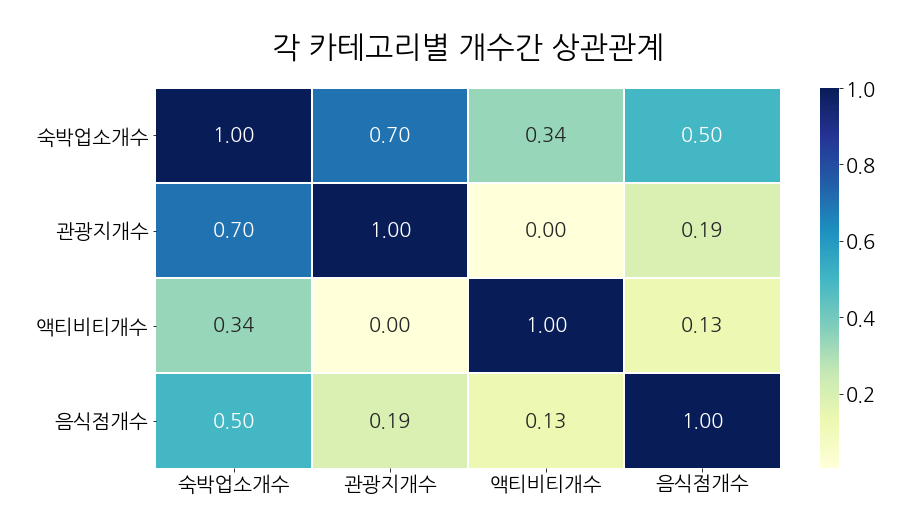 각 카테고리별 개수간 상관관계
숙박업소개수 1.00 0.70 0.34 0.50
관광지개수 0.70 1.00 0.00 0.19
액티비티개수 0.34 0.00 1.00 0.13
음식점개수 0.50 0.19 0.13 1.00
숙박업소개수 관광지개수 액티비티개수 음식점개수
1.0
0.8
0.6
0.4
0.2